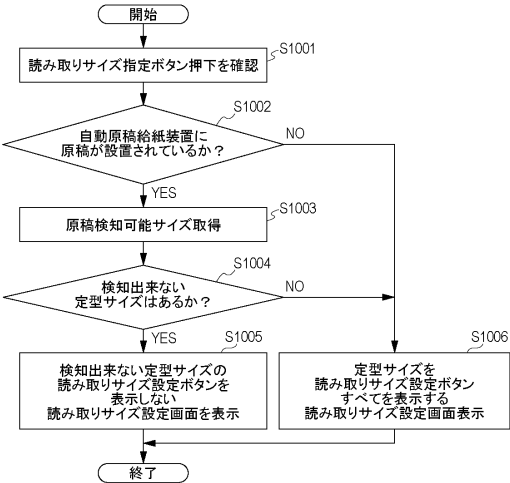 開始
S1001
読み取りサイズ指定ボタン押下を確認
S1002
自動原稿給紙装置に
原稿が設置されているか？
NO
YES
S1003
原稿検知可能サイズ取得
S1004
検知出来ない
定型サイズはあるか？
NO
YES
S1005
検知出来ない定型サイズの
読み取りサイズ設定ボタンを
表示しない
読み取りサイズ設定画面を表示
S1006
定型サイズを
読み取りサイズ設定ボタン
すべてを表示する
読み取りサイズ設定画面表示
終了